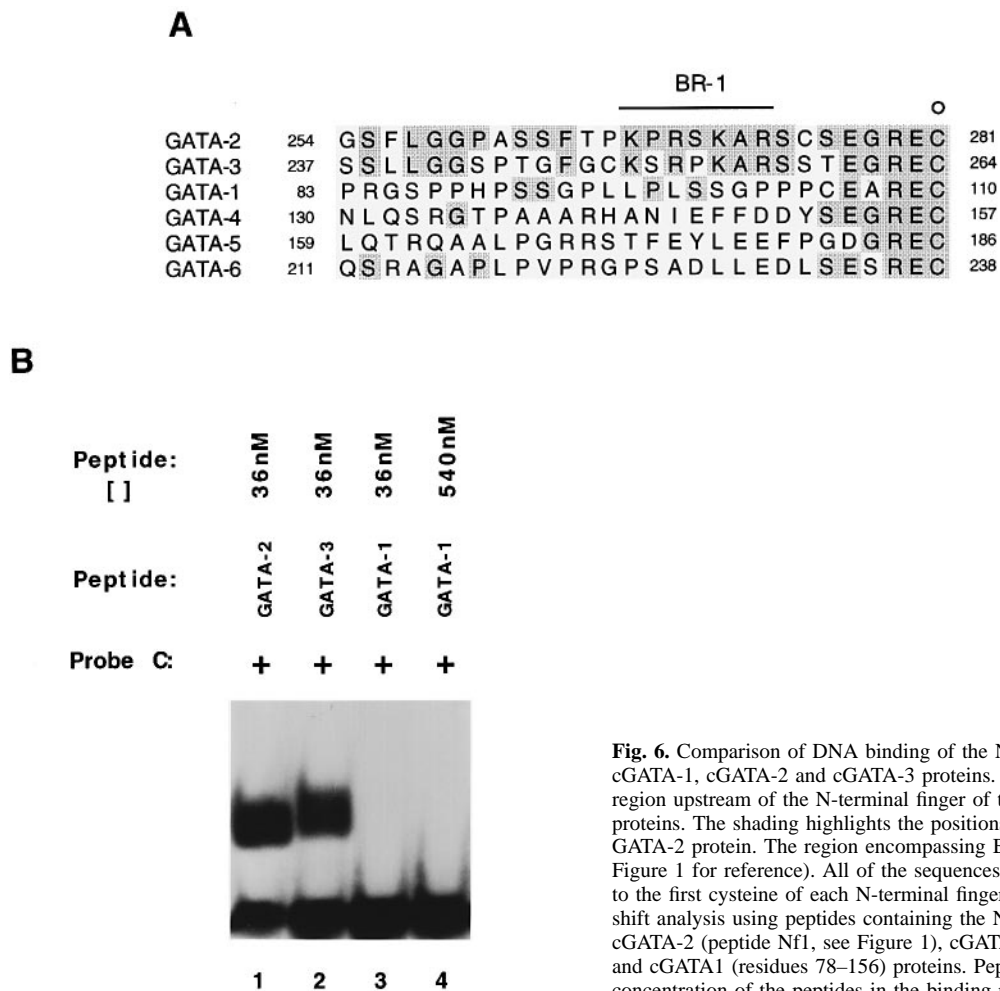 A
BR-1
GATA-2 254 GSFLGGPASSFTPKPRSKARSCSEGREC 281
GATA-3 237 SSLLGGSPTGFGCKSRPKARSSTEGREC 264
GATA-1 83 PRGSPPHPSSGPLLPLSSGPPPCEAREC 110
GATA-4 130 NLQSRGTPAAARHANIEFFDDYSEGREC 157
GATA-5 159 LQTRQAALPGRRSTFEYLEEFPGDGREC 186
GATA-6 211 QSRAGAPLPVPRGPSADLLEDLSESREC 238
B
Peptide: [ ] 36nM 36nM 36nM 540nM
Peptide: GATA-2 GATA-3 GATA-1 GATA-1
Probe C: + + + +
1 2 3 4
Fig. 6. Comparison of DNA binding of the N
cGATA-1, cGATA-2 and cGATA-3 proteins.
region upstream of the N-terminal finger of t
proteins. The shading highlights the position
GATA-2 protein. The region encompassing
Figure 1 for reference). All of the sequences
to the first cysteine of each N-terminal finger
shift analysis using peptides containing the N
cGATA-2 (peptide Nf1, see Figure 1), cGATA
and cGATA1 (residues 78–156) proteins. Pep
concentration of the peptides in the binding